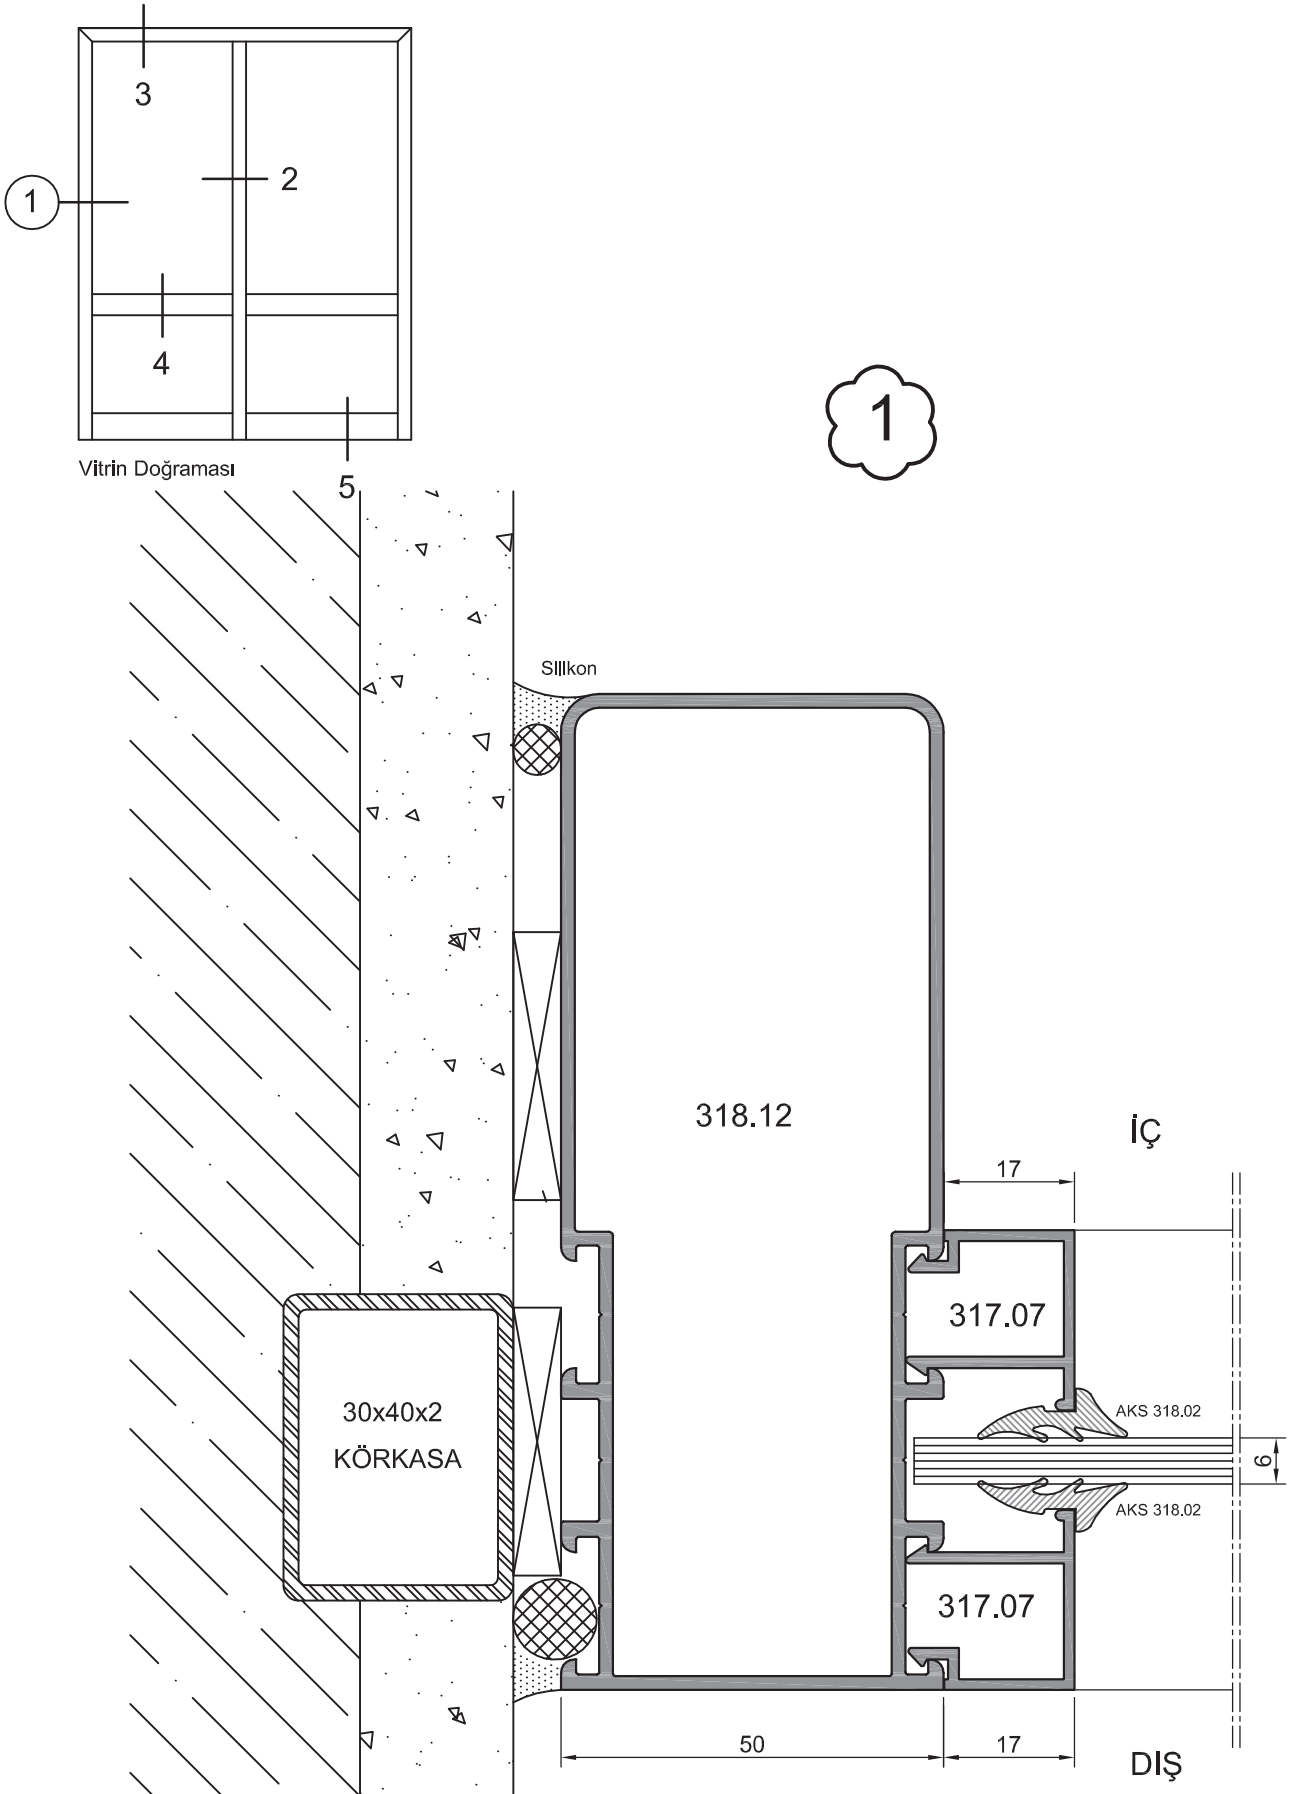 3
2
1
4
Vitrin Doğraması
5
1
Silikon
318.12
İÇ
17
317.07
30x40x2
KÖRKASA
AKS 318.02
6
AKS 318.02
317.07
50
17
DIŞ